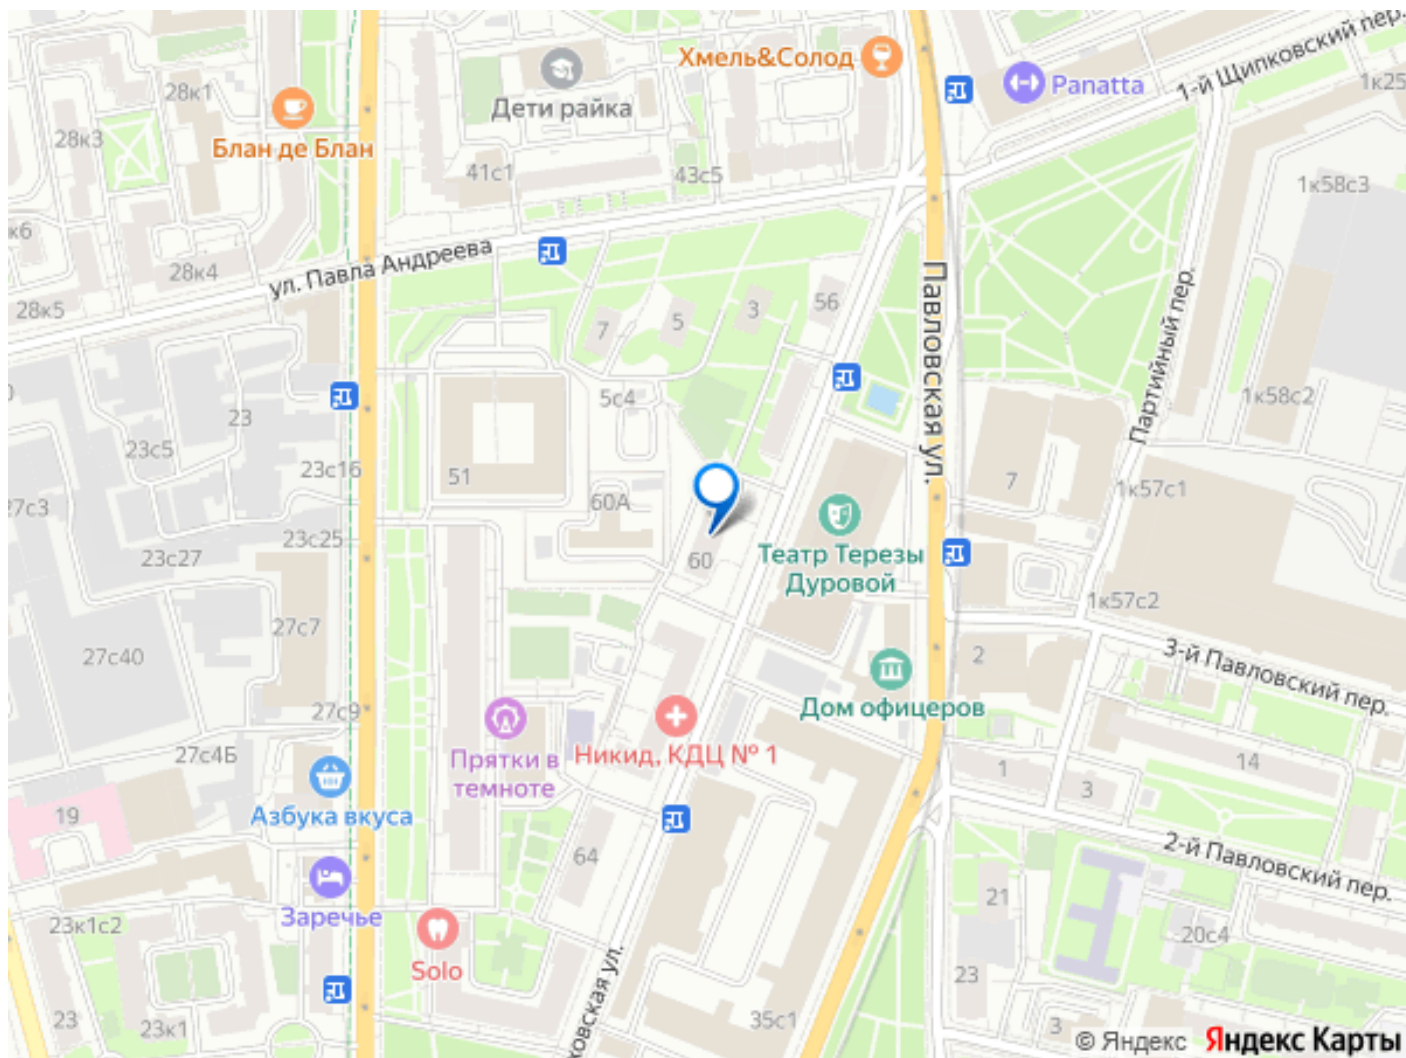 1-й Щипковский пер.
Хмель&Солод
Panatta
1к25
28к1
Дети райка
28к3
Блан де Блан
41с1
43с5
1к58с3
к6
28к4
ул. Павла Андреева
28к5
56
3
5
7
Павловская ул.
Партийный пер.
5с4
1к58с2
23
23с5
23с16
51
7
1к57с1
60А
27с3
23с25
23с27
60
Театр Терезы
Дуровой
1к57с2
27с7
27с40
2
3-й Павловский пер.
Дом офицеров
27с9
Никид, КДЦ № 1
Прятки в
темноте
27с4Б
14
1
3
19
Азбука вкуса
64
2-й Павловский пер.
21
Заречье
23к1с2
20с4
Solo
ховская ул.
23
23
23к1
35с1
3
© Яндекс Яндекс Карты